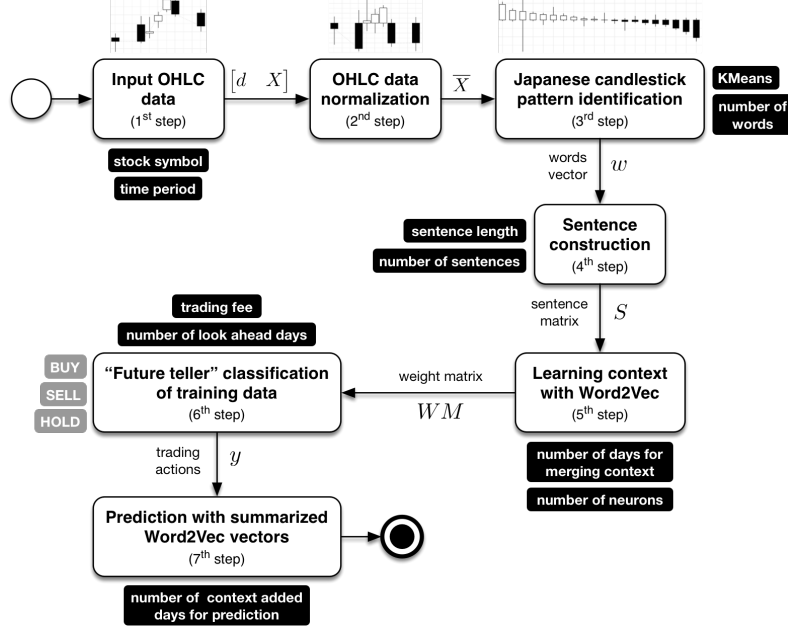 Input OHLC
data
(1st step)
[d X]
OHLC data
normalization
(2nd step)
X̅
Japanese candlestick
pattern identification
(3rd step)
KMeans
number of
words
stock symbol
time period
words
vector
w
sentence length
number of sentences
Sentence
construction
(4th step)
sentence
matrix
S
trading fee
number of look ahead days
BUY
SELL
HOLD
“Future teller” classification
of training data
(6th step)
weight matrix
WM
Learning context
with Word2Vec
(5th step)
number of days for
merging context
number of neurons
trading
actions
y
Prediction with summarized
Word2Vec vectors
(7th step)
number of context added
days for prediction